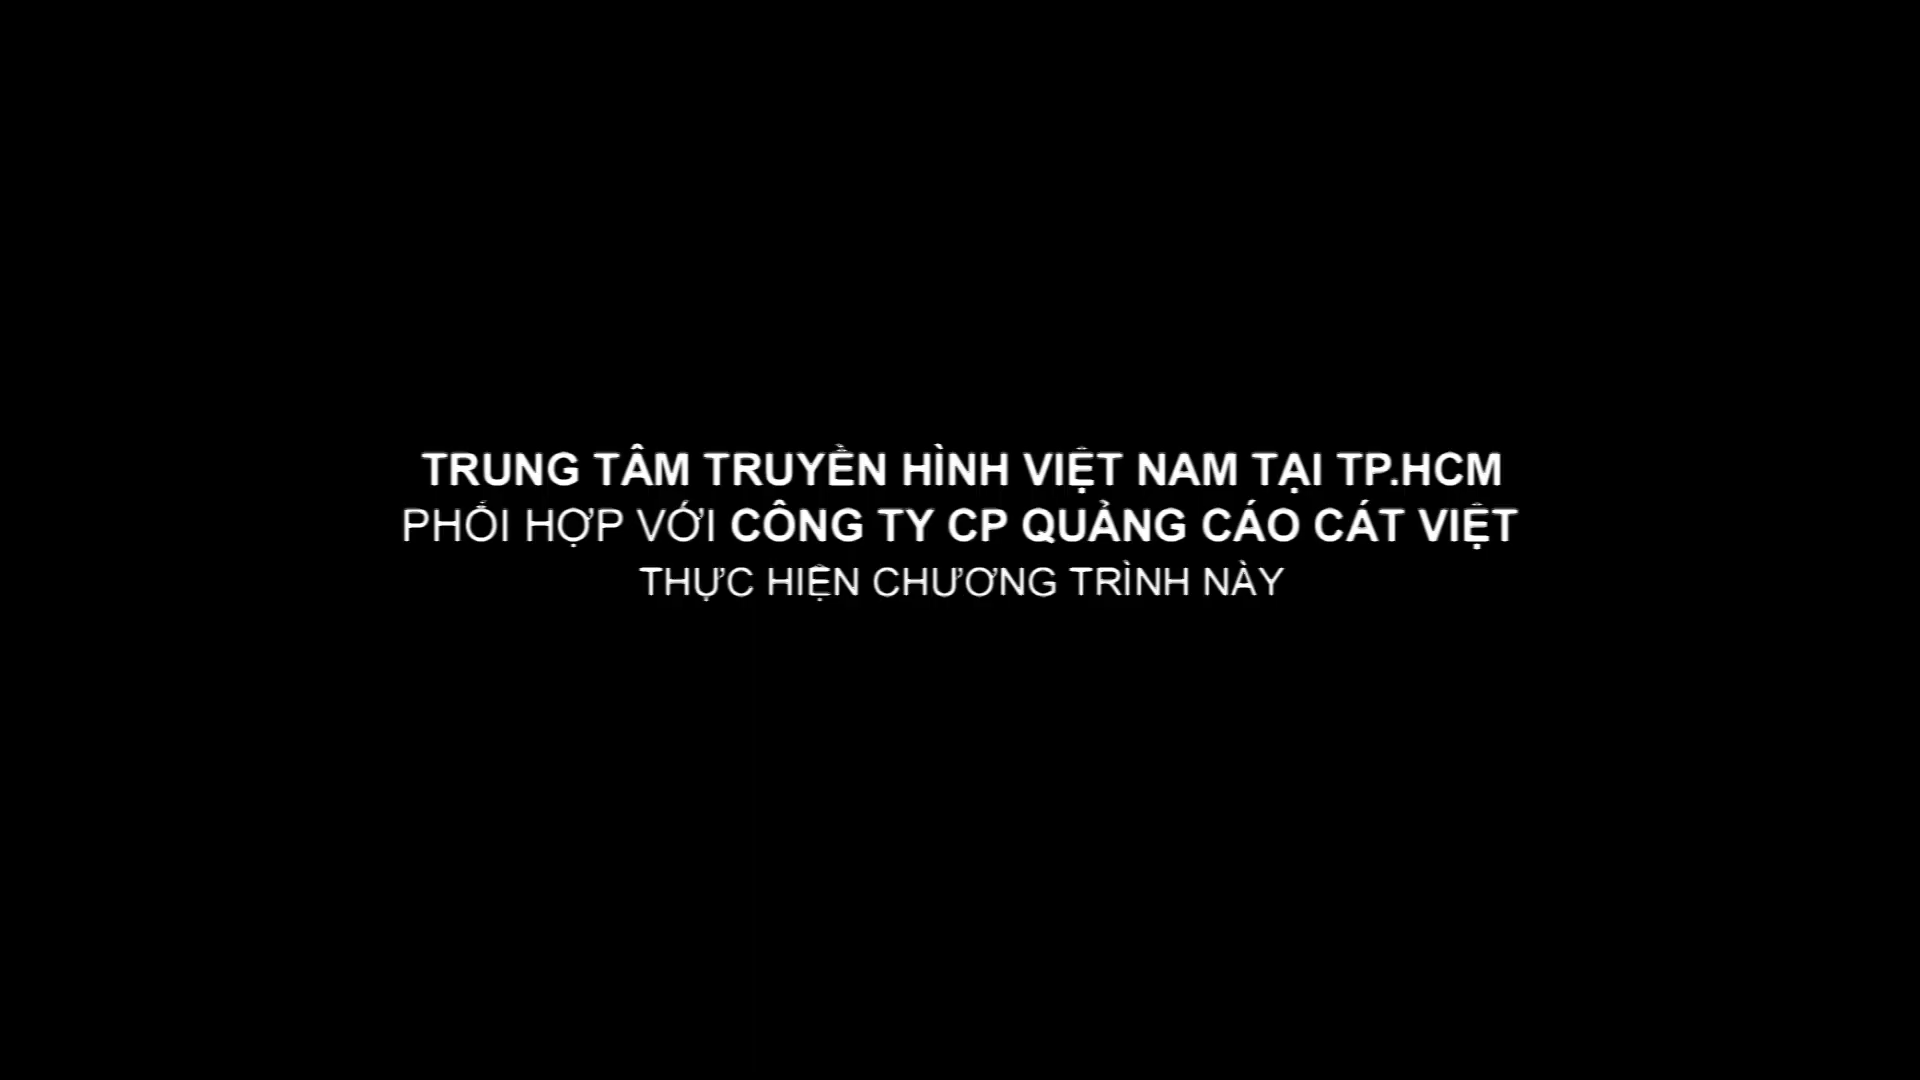 TRUNG TÂM TRUYỀN HÌNH VIỆT NAM TẠI TP.HCM
PHỐI HỢP VỚI CÔNG TY CP QUẢNG CÁO CÁT VIỆT
THỰC HIỆN CHƯƠNG TRÌNH NÀY